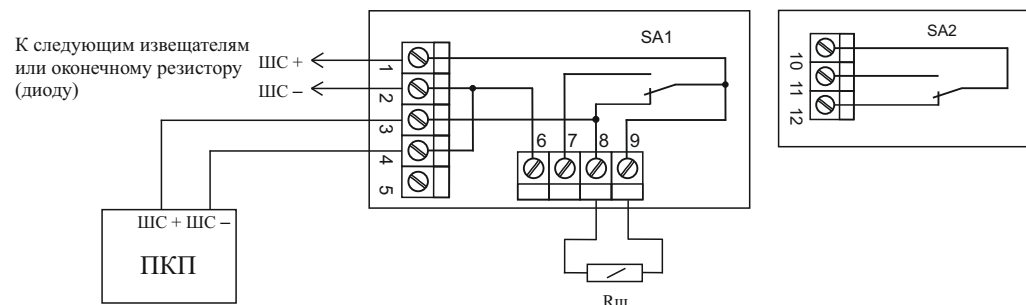 К следующим извещателям
или оконечному резистору
(диоду)
ШС +
ШС –
SA1
1
2
3
4
5
6 7 8 9
SA2
10
11
12
ШС + ШС –
ПКП
Rш